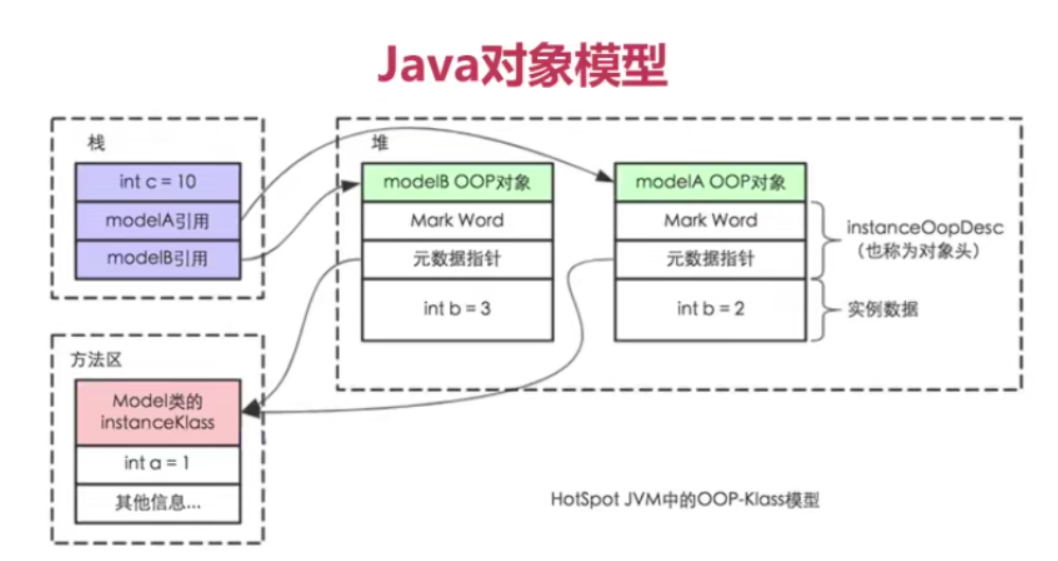 Java对象模型
栈
int c = 10
modelA引用
modelB引用
堆
modelB OOP对象
Mark Word
元数据指针
int b = 3
modelA OOP对象
Mark Word
元数据指针
int b = 2
instanceOopDesc
（也称为对象头）
实例数据
方法区
Model类的
instanceKlass
int a = 1
其他信息...
HotSpot JVM中的OOP-Klass模型